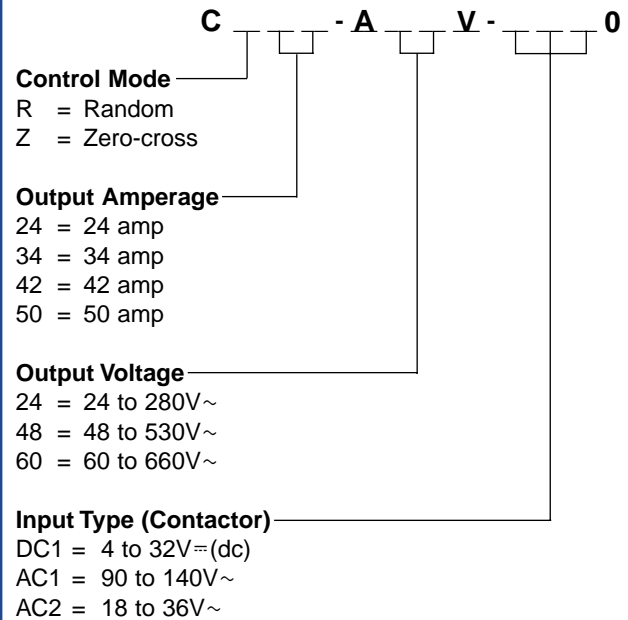 C _ _ _ - A _ _ V - _ _ _ 0
Control Mode
R = Random
Z = Zero-cross
Output Amperage
24 = 24 amp
34 = 34 amp
42 = 42 amp
50 = 50 amp
Output Voltage
24 = 24 to 280V~
48 = 48 to 530V~
60 = 60 to 660V~
Input Type (Contactor)
DC1 = 4 to 32V⎓(dc)
AC1 = 90 to 140V~
AC2 = 18 to 36V~